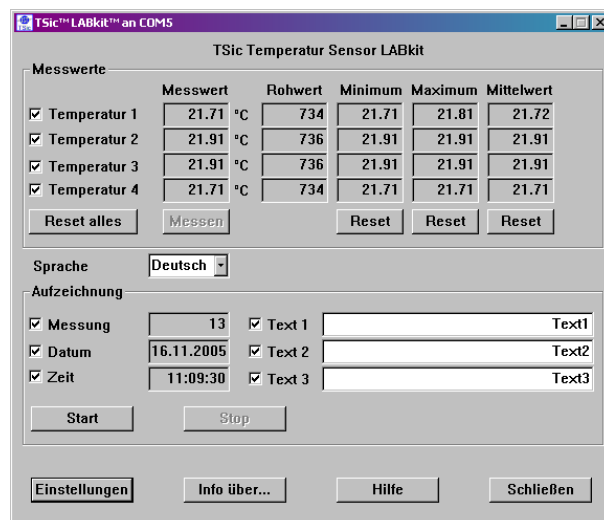 TSic™ LABkit™ an COM5
TSic Temperatur Sensor LABkit
Messwerte
Messwert Rohwert Minimum Maximum Mittelwert
Temperatur 1 21.71 °C 734 21.71 21.81 21.72
Temperatur 2 21.91 °C 736 21.91 21.91 21.91
Temperatur 3 21.91 °C 736 21.91 21.91 21.91
Temperatur 4 21.71 °C 734 21.71 21.71 21.71
Reset alles Messen Reset Reset Reset
Sprache Deutsch
Aufzeichnung
Messung 13 Text 1 Text1
Datum 16.11.2005 Text 2 Text2
Zeit 11:09:30 Text 3 Text3
Start Stop
Einstellungen Info über... Hilfe Schließen